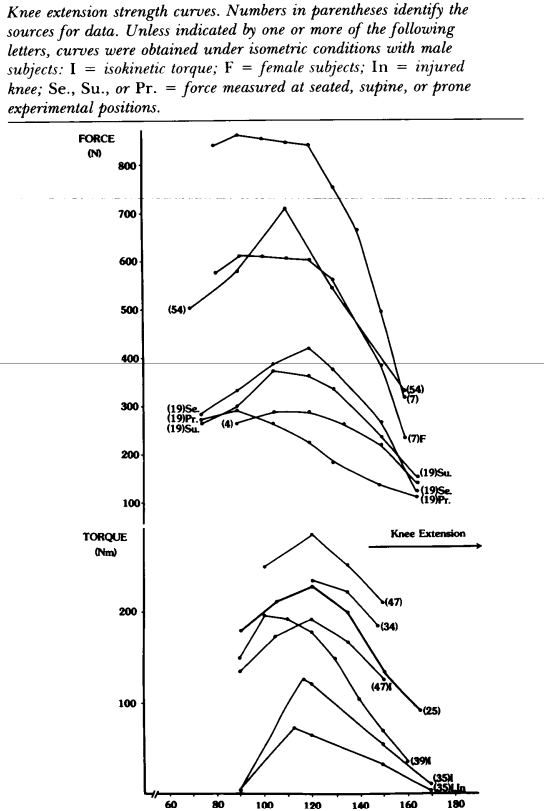 Knee extension strength curves. Numbers in parentheses identify the
sources for data. Unless indicated by one or more of the following
letters, curves were obtained under isometric conditions with male
subjects: I = isokinetic torque; F = female subjects; In = injured
knee; Se., Su., or Pr. = force measured at seated, supine, or prone
experimental positions.
FORCE
(N)
800
700
600
500
(54)
400
(54)
(7)
300
(19)Se.
(19)Pr.
(19)Su.
(4)
(7)F
200
(19)Su.
(19)Se.
(19)Pr.
100
TORQUE
(Nm)
Knee Extension
200
(47)
(34)
(47)I
(25)
100
(39)I
(35)I
(35)I,In
60 80 100 120 140 160 180